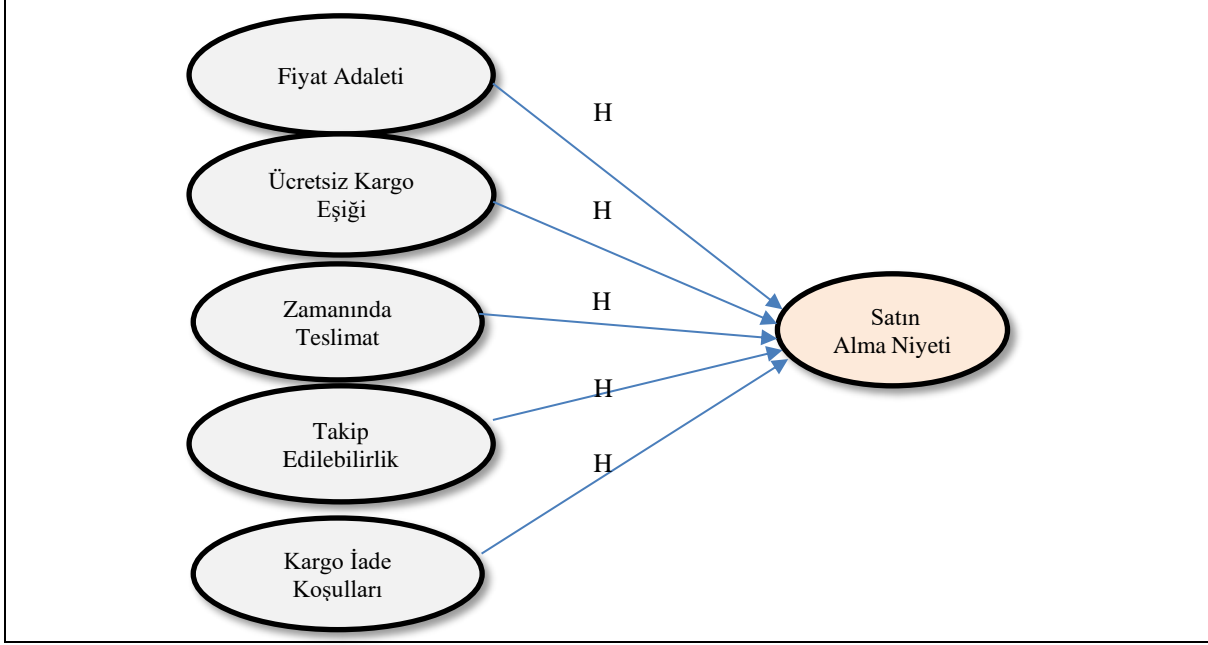 Fiyat Adaleti
H
Ücretsiz Kargo
Eşiği
H
Zamanında
Teslimat
H
Satın
Alma Niyeti
Takip
Edilebilirlik
H
Kargo İade
Koşulları
H